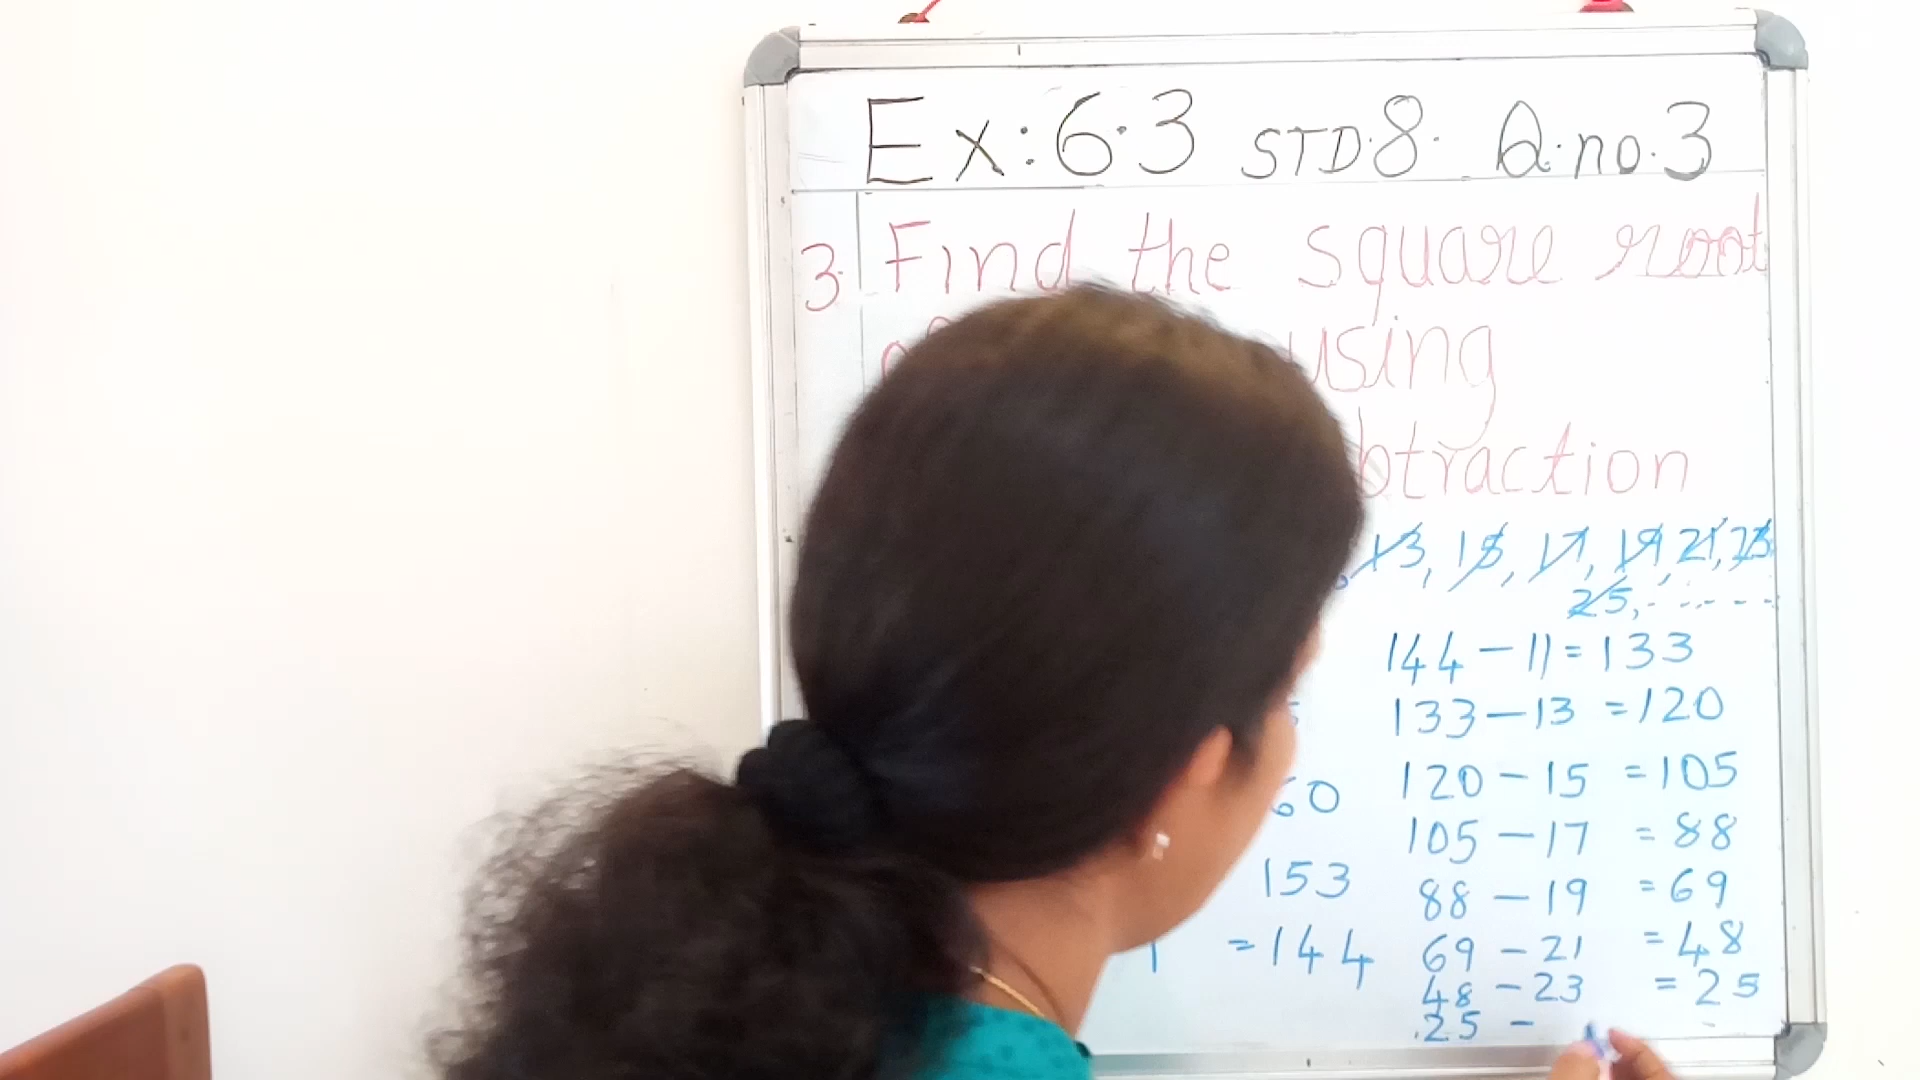 Ex: 6.3 STD.8. Q.no.3
3. Find the square root
using
13, 15, 17, 19, 21, 23
25, ------
144 - 11 = 133
133 - 13 = 120
60 120 - 15 = 105
105 - 17 = 88
153 88 - 19 = 69
= 144 69 - 21 = 48
48 - 23 = 25
25 -